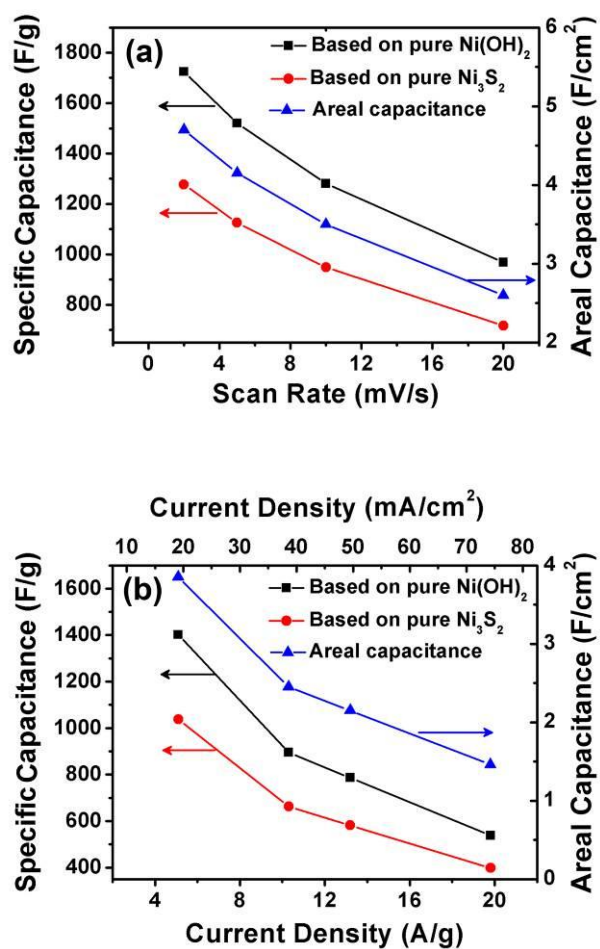 (a)
Based on pure Ni(OH)₂
Based on pure Ni₃S₂
Areal capacitance
Specific Capacitance (F/g)
1800
1600
1400
1200
1000
800
Areal Capacitance (F/cm²)
6
5
4
3
2
0 4 8 12 16 20
Scan Rate (mV/s)
Current Density (mA/cm²)
10 20 30 40 50 60 70 80
(b)
Based on pure Ni(OH)₂
Based on pure Ni₃S₂
Areal capacitance
Specific Capacitance (F/g)
1600
1400
1200
1000
800
600
400
Areal Capacitance (F/cm²)
4
3
2
1
0
4 8 12 16 20
Current Density (A/g)